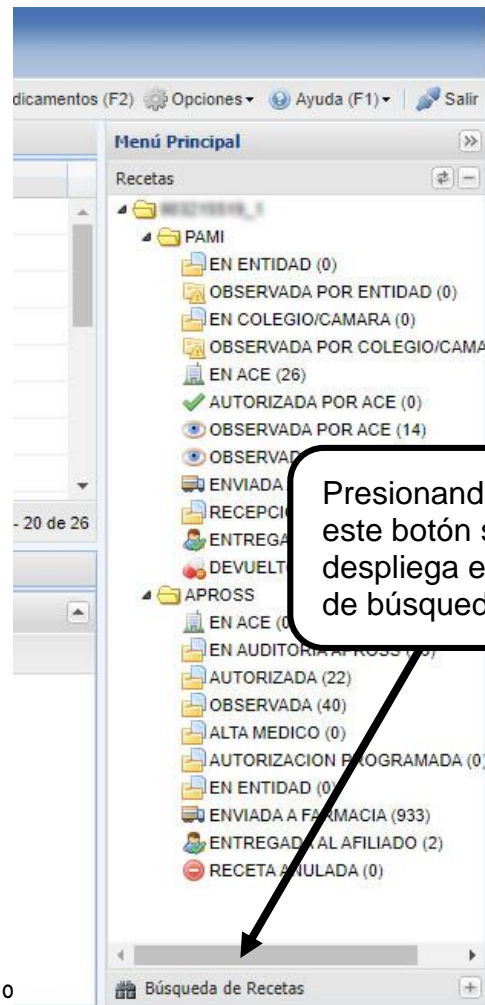 dicamentos (F2) Opciones Ayuda (F1) Salir
Menú Principal
Recetas
PAMI
EN ENTIDAD (0)
OBSERVADA POR ENTIDAD (0)
EN COLEGIO/CAMARA (0)
OBSERVADA POR COLEGIO/CAMA
EN ACE (26)
AUTORIZADA POR ACE (0)
OBSERVADA POR ACE (14)
OBSERVAD
ENVIADA
RECEPCI
- 20 de 26
ENTREGA
DEVUELT
Presionand
este botón s
despliega e
de búsqued
APROSS
EN ACE (0
EN AUDITORIA APROSS
AUTORIZADA (22)
OBSERVADA (40)
ALTA MEDICO (0)
AUTORIZACION PROGRAMADA (0)
EN ENTIDAD (0)
ENVIADA A FARMACIA (933)
ENTREGADA AL AFILIADO (2)
RECETA ANULADA (0)
Búsqueda de Recetas
o